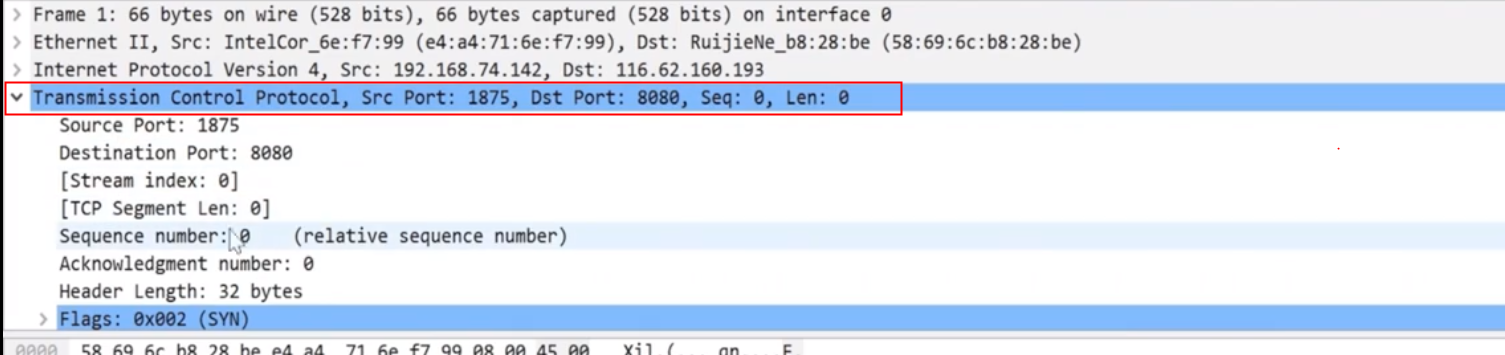 Frame 1: 66 bytes on wire (528 bits), 66 bytes captured (528 bits) on interface 0
Ethernet II, Src: IntelCor_6e:f7:99 (e4:a4:71:6e:f7:99), Dst: RuijieNe_b8:28:be (58:69:6c:b8:28:be)
Internet Protocol Version 4, Src: 192.168.74.142, Dst: 116.62.160.193
Transmission Control Protocol, Src Port: 1875, Dst Port: 8080, Seq: 0, Len: 0
Source Port: 1875
Destination Port: 8080
[Stream index: 0]
[TCP Segment Len: 0]
Sequence number: 0    (relative sequence number)
Acknowledgment number: 0
Header Length: 32 bytes
Flags: 0x002 (SYN)
0000  58 69 6c b8 28 be e4 a4  71 6e f7 99 08 00 45 00   Xil.(... qn....E.